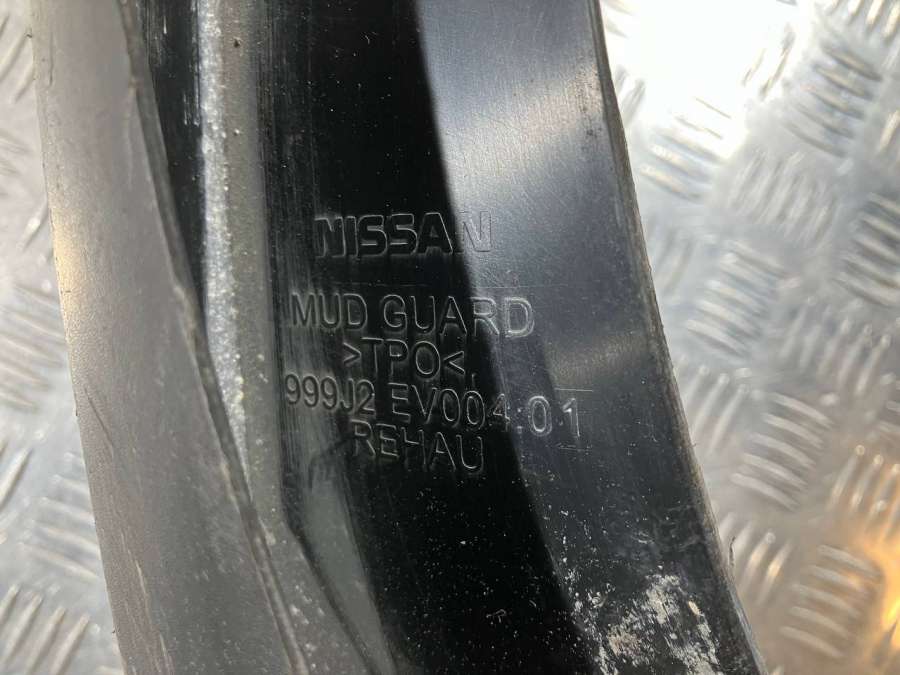 NISSAN
MUD GUARD
>TPO<
999J2 EV004.01
REHAU